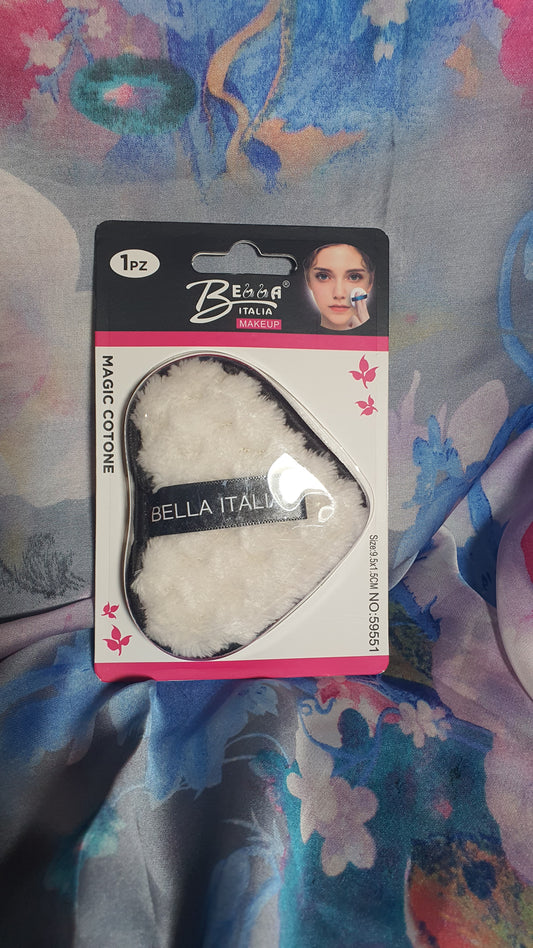 1PZ
BELLA®
ITALIA
MAKEUP
MAGIC COTONE
BELLA ITALIA
Size:9.5x1.5CM NO:59551